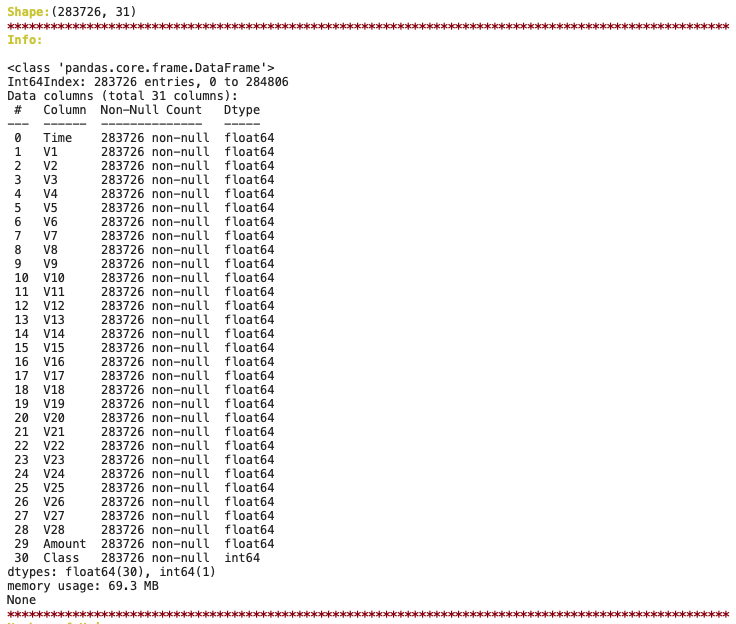 Shape:(283726, 31)
****************************************************************************************************
Info:
<class 'pandas.core.frame.DataFrame'>
Int64Index: 283726 entries, 0 to 284806
Data columns (total 31 columns):
 #   Column  Non-Null Count   Dtype
---  ------  --------------   -----
 0   Time    283726 non-null  float64
 1   V1      283726 non-null  float64
 2   V2      283726 non-null  float64
 3   V3      283726 non-null  float64
 4   V4      283726 non-null  float64
 5   V5      283726 non-null  float64
 6   V6      283726 non-null  float64
 7   V7      283726 non-null  float64
 8   V8      283726 non-null  float64
 9   V9      283726 non-null  float64
 10  V10     283726 non-null  float64
 11  V11     283726 non-null  float64
 12  V12     283726 non-null  float64
 13  V13     283726 non-null  float64
 14  V14     283726 non-null  float64
 15  V15     283726 non-null  float64
 16  V16     283726 non-null  float64
 17  V17     283726 non-null  float64
 18  V18     283726 non-null  float64
 19  V19     283726 non-null  float64
 20  V20     283726 non-null  float64
 21  V21     283726 non-null  float64
 22  V22     283726 non-null  float64
 23  V23     283726 non-null  float64
 24  V24     283726 non-null  float64
 25  V25     283726 non-null  float64
 26  V26     283726 non-null  float64
 27  V27     283726 non-null  float64
 28  V28     283726 non-null  float64
 29  Amount  283726 non-null  float64
 30  Class   283726 non-null  int64
dtypes: float64(30), int64(1)
memory usage: 69.3 MB
None
****************************************************************************************************